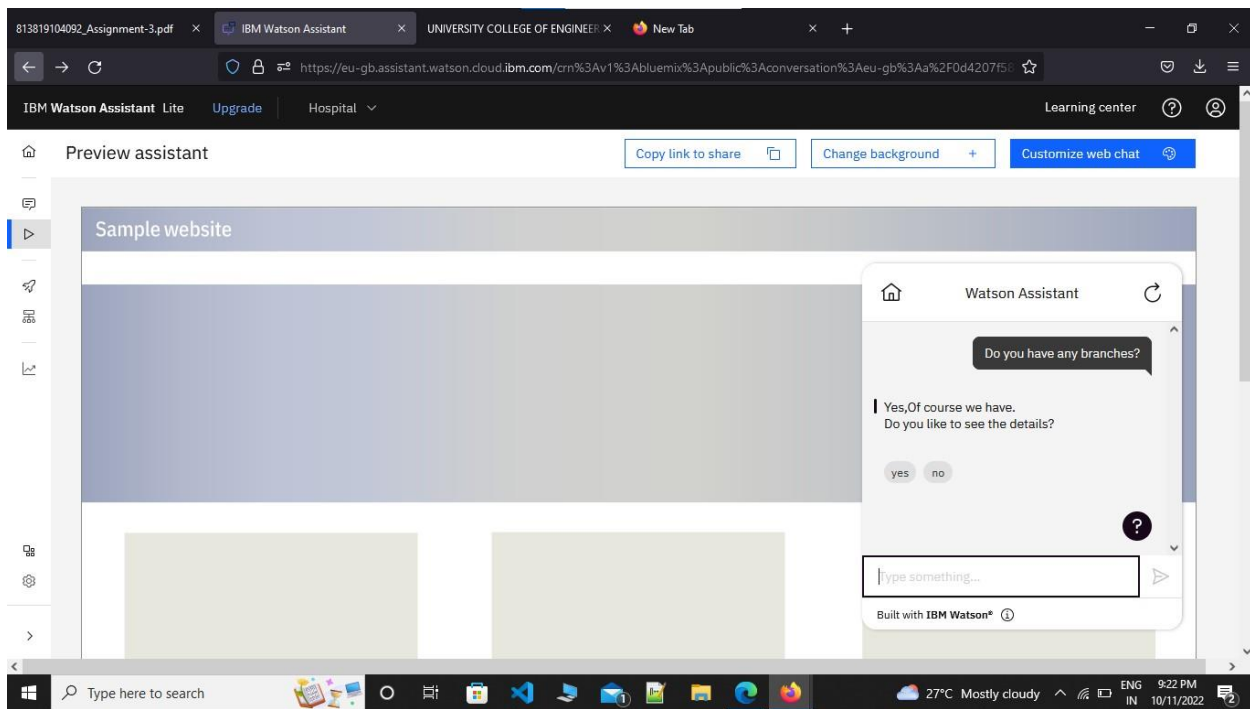 813819104092_Assignment-3.pdf
IBM Watson Assistant
UNIVERSITY COLLEGE OF ENGINEER
New Tab
https://eu-gb.assistant.watson.cloud.ibm.com/crn%3Av1%3Abluemix%3Apublic%3Aconversation%3Aeu-gb%3Aa%2F0d4207f58
IBM Watson Assistant Lite
Upgrade
Hospital
Learning center
Preview assistant
Copy link to share
Change background +
Customize web chat
Sample website
Watson Assistant
Do you have any branches?
Yes,Of course we have.
Do you like to see the details?
yes no
?
Type something...
Built with IBM Watson®
Type here to search
27°C Mostly cloudy
ENG
IN
9:22 PM
10/11/2022
2